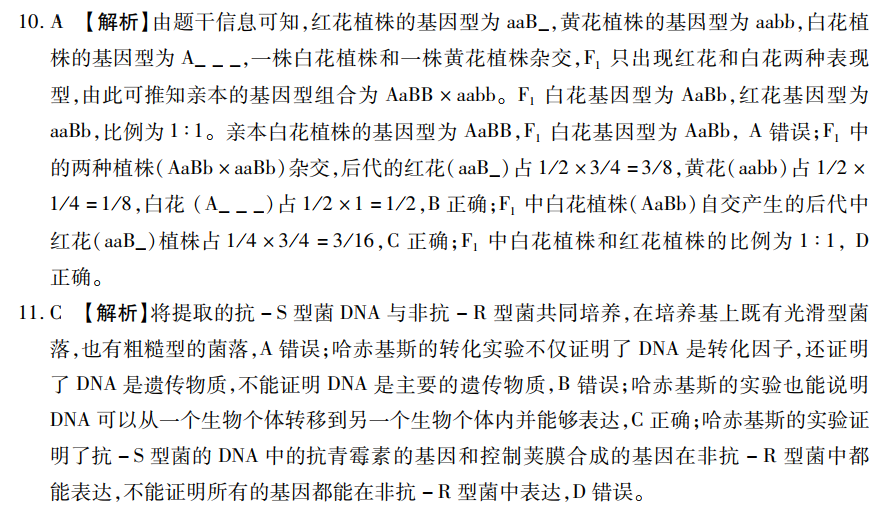 10. A 【解析】由题干信息可知,红花植株的基因型为 aaB_,黄花植株的基因型为 aabb,白花植
株的基因型为 A_ _ _,一株白花植株和一株黄花植株杂交,F₁ 只出现红花和白花两种表现
型,由此可推知亲本的基因型组合为 AaBB × aabb。F₁ 白花基因型为 AaBb,红花基因型为
aaBb,比例为 1∶1。亲本白花植株的基因型为 AaBB,F₁ 白花基因型为 AaBb, A 错误;F₁ 中
的两种植株( AaBb × aaBb)杂交,后代的红花( aaB_)占 1/2 ×3/4 =3/8,黄花( aabb)占 1/2 ×
1/4 =1/8,白花 ( A_ _ _)占 1/2 ×1 =1/2,B 正确;F₁ 中白花植株( AaBb)自交产生的后代中
红花( aaB_)植株占 1/4 ×3/4 =3/16,C 正确;F₁ 中白花植株和红花植株的比例为 1∶1, D
正确。
11. C 【解析】将提取的抗 – S 型菌 DNA 与非抗 – R 型菌共同培养,在培养基上既有光滑型菌
落,也有粗糙型的菌落,A 错误;哈赤基斯的转化实验不仅证明了 DNA 是转化因子,还证明
了 DNA 是遗传物质,不能证明 DNA 是主要的遗传物质,B 错误;哈赤基斯的实验也能说明
DNA 可以从一个生物个体转移到另一个生物个体内并能够表达,C 正确;哈赤基斯的实验证
明了抗 – S 型菌的 DNA 中的抗青霉素的基因和控制荚膜合成的基因在非抗 – R 型菌中都
能表达,不能证明所有的基因都能在非抗 – R 型菌中表达,D 错误。